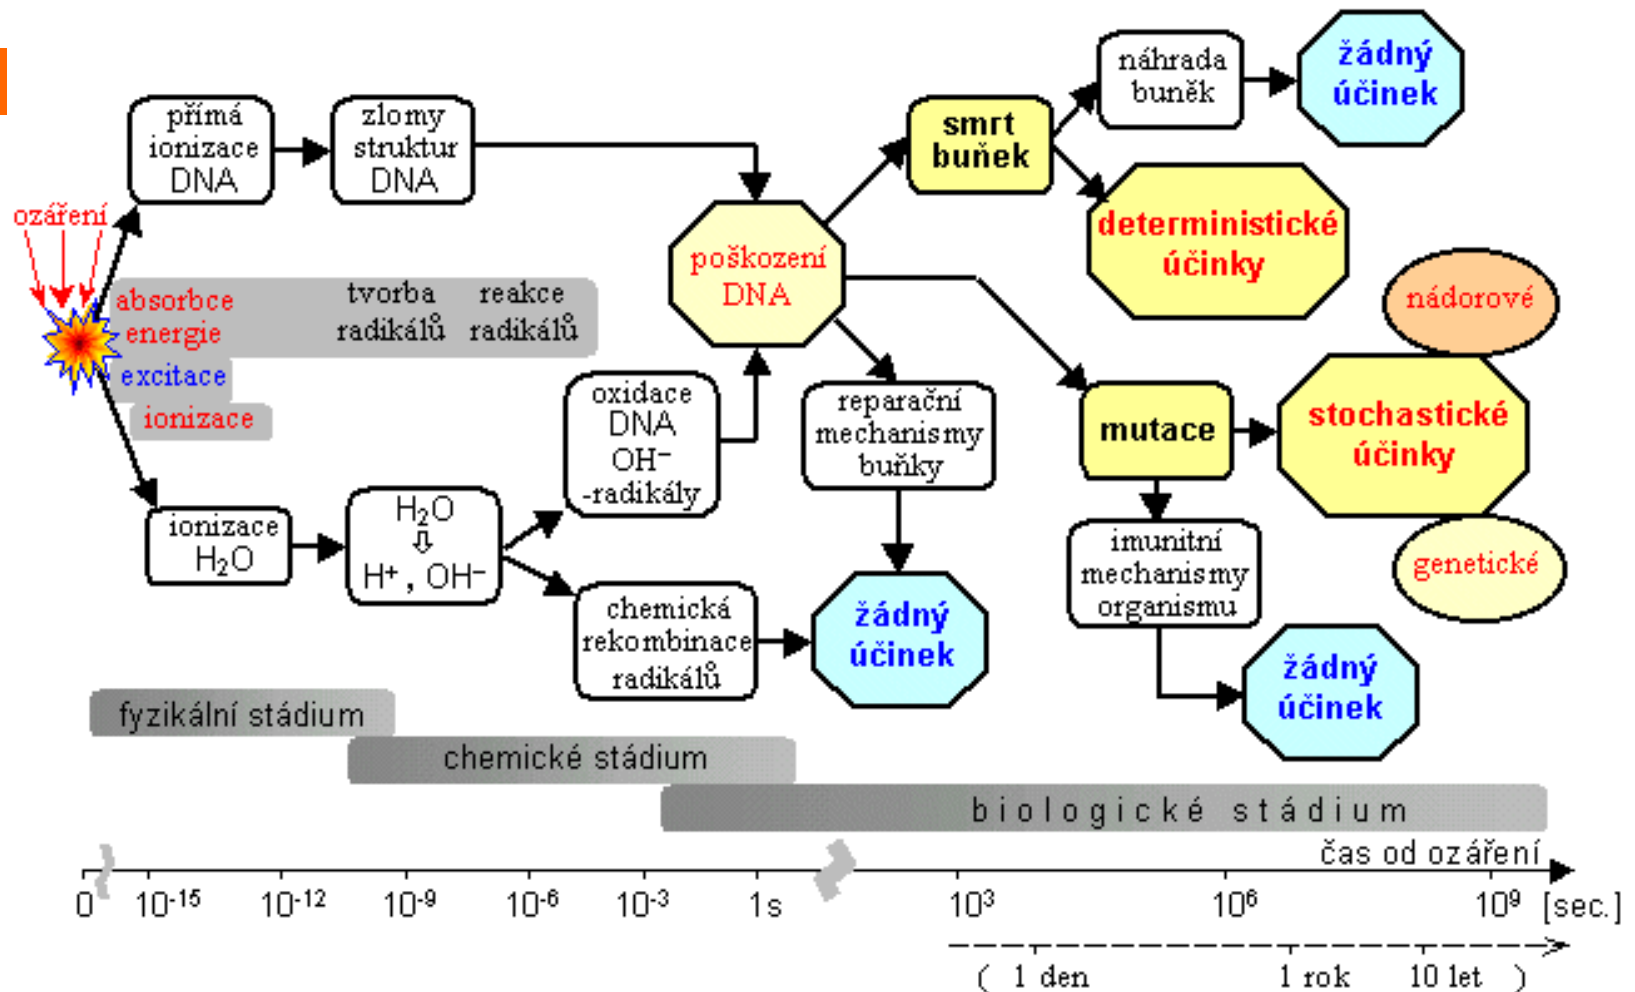 přímá
ionizace
DNA
zlomy
struktur
DNA
smrt
buňek
náhrada
buněk
žádný
účinek
ozáření
deterministické
účinky
poškození
DNA
absorbce
energie
tvorba
radikálů
reakce
radikálů
excitace
ionizace
nádorové
oxidace
DNA
OH⁻
-radikály
reparační
mechanismy
buňky
mutace
stochastické
účinky
ionizace
H₂O
H₂O
⇩
H⁺ , OH⁻
imunitní
mechanismy
organismu
genetické
chemická
rekombinace
radikálů
žádný
účinek
žádný
účinek
fyzikální stádium
chemické stádium
biologické stádium
čas od ozáření
0 10⁻¹⁵ 10⁻¹² 10⁻⁹ 10⁻⁶ 10⁻³ 1s 10³ 10⁶ 10⁹ [sec.]
( 1 den 1 rok 10 let )